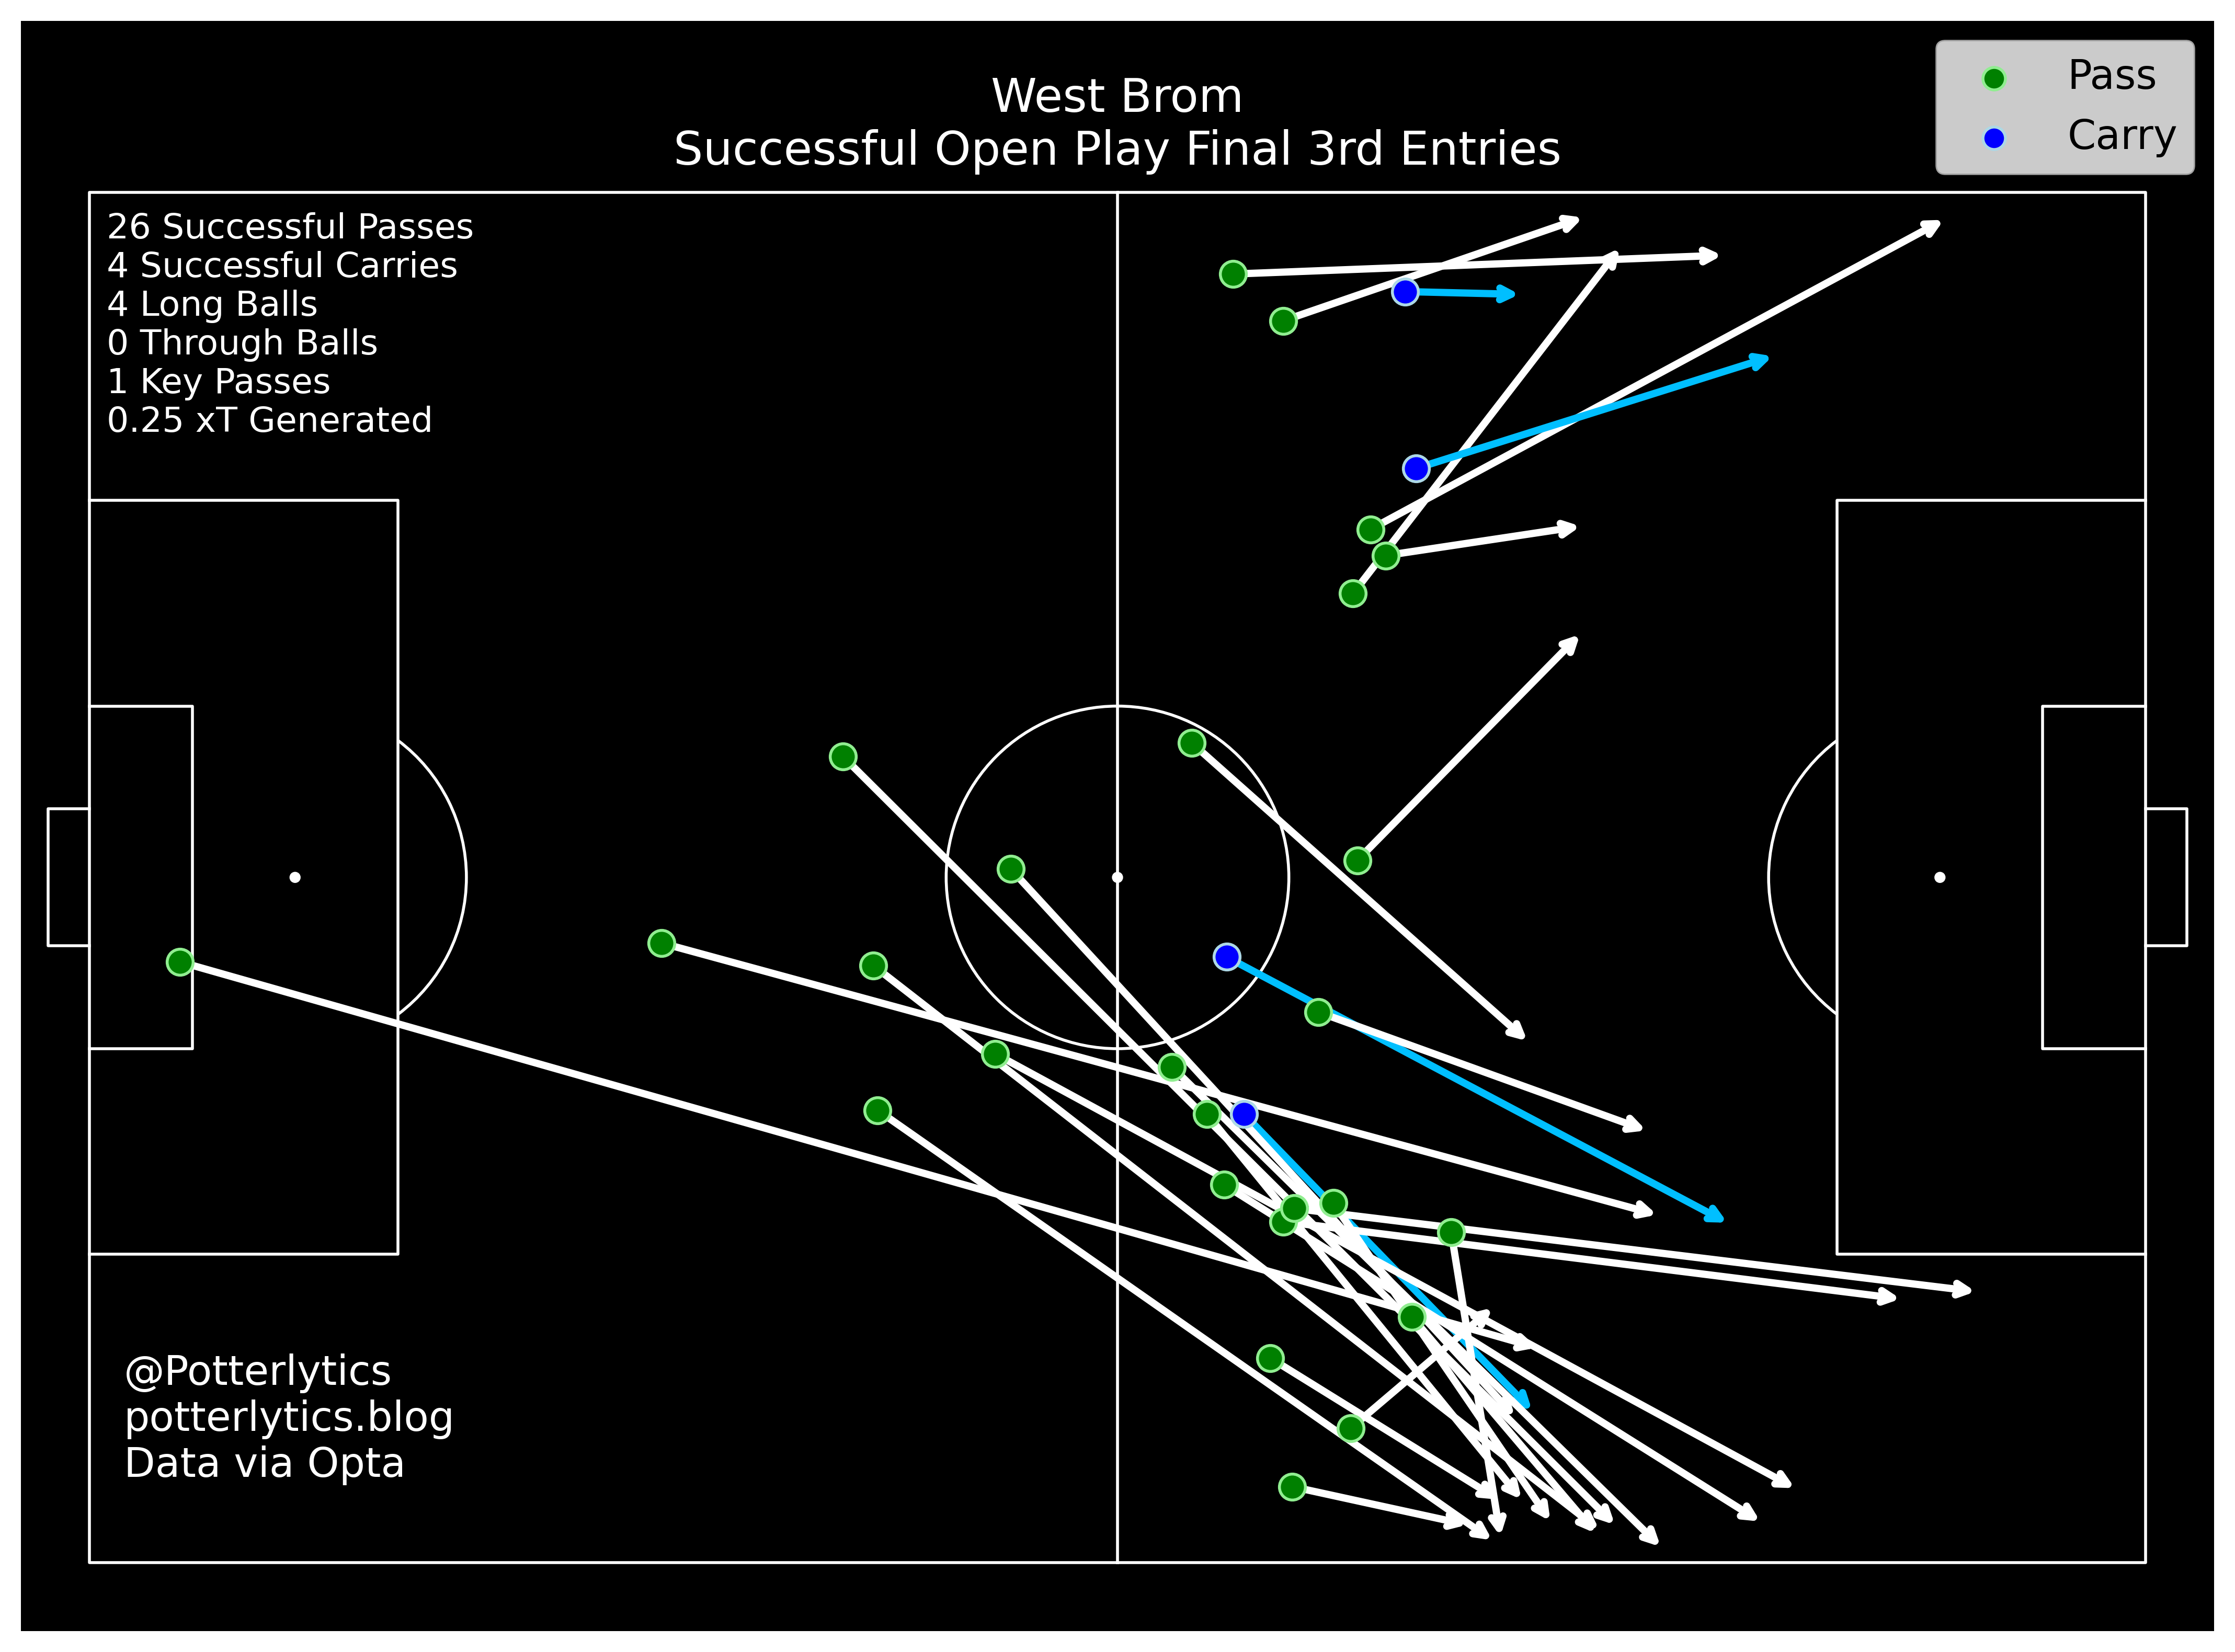 West Brom
Successful Open Play Final 3rd Entries
Pass
Carry
26 Successful Passes
4 Successful Carries
4 Long Balls
0 Through Balls
1 Key Passes
0.25 xT Generated
@Potterlytics
potterlytics.blog
Data via Opta